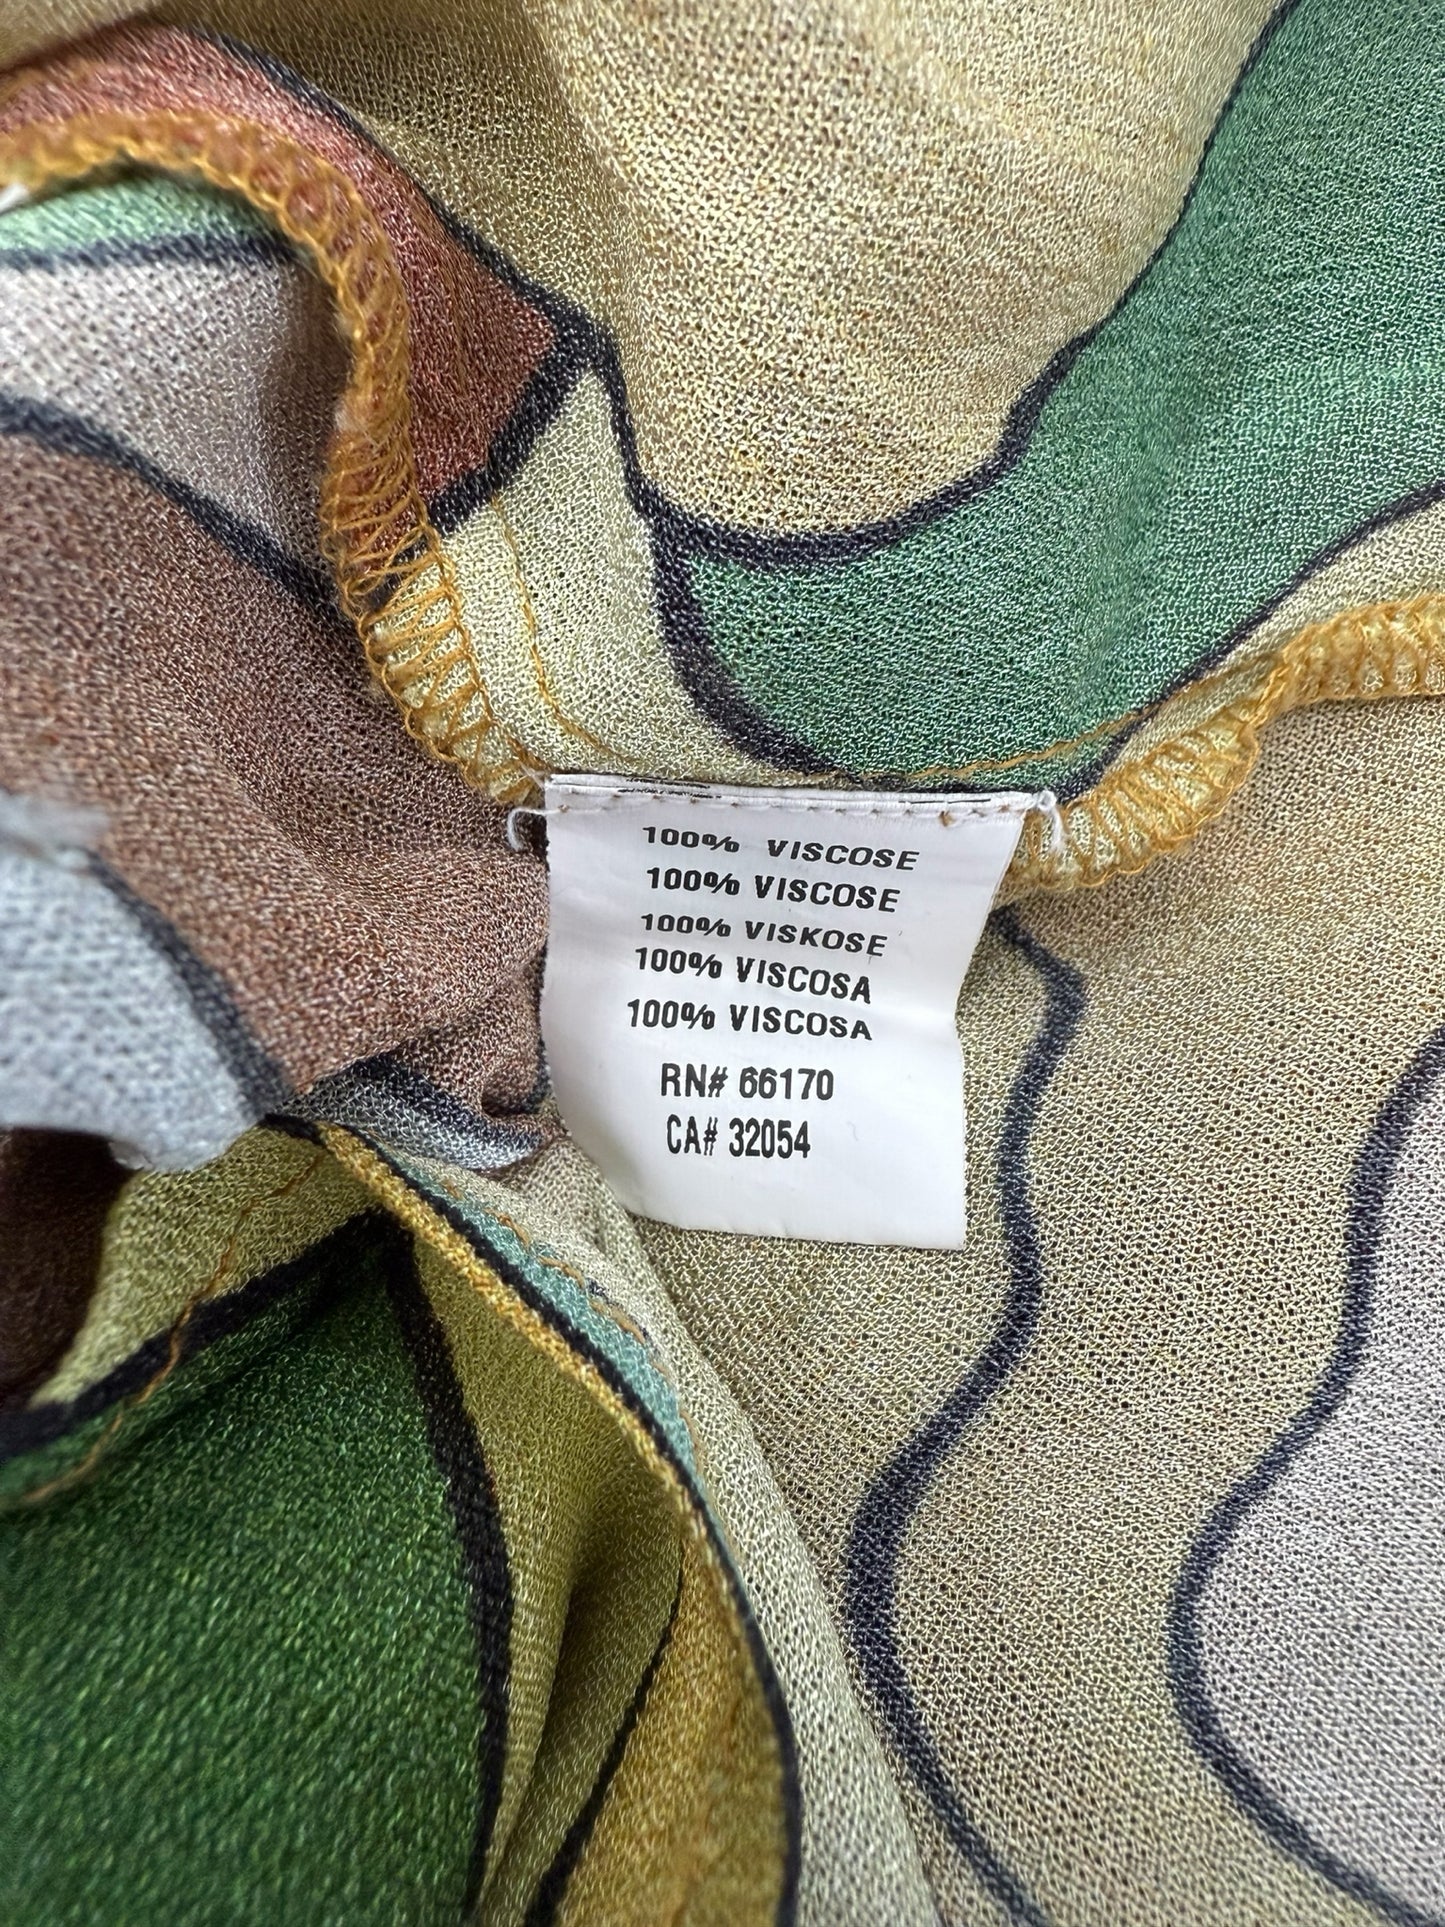 100% VISCOSE
100% VISCOSE
100% VISKOSE
100% VISCOSA
100% VISCOSA
RN# 66170
CA# 32054